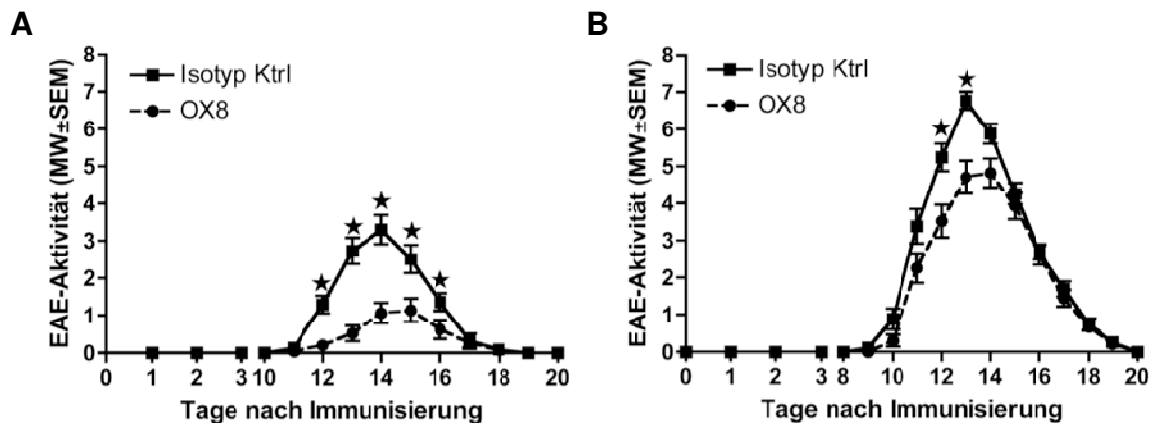 A
EAE-Aktivität (MW±SEM)
8
7
6
5
4
3
2
1
0
Isotyp Ktrl
OX8
0 1 2 3 10 12 14 16 18 20
Tage nach Immunisierung
B
EAE-Aktivität (MW±SEM)
8
7
6
5
4
3
2
1
0
Isotyp Ktrl
OX8
0 1 2 3 8 10 12 14 16 18 20
Tage nach Immunisierung